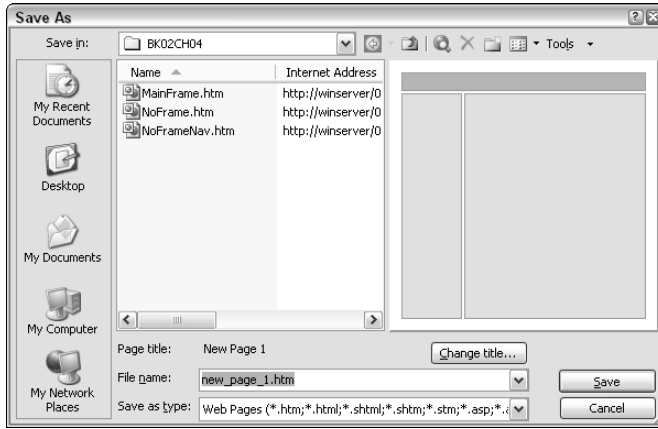 Save As
Save in:
BK02CH04
Tools
My Recent
Documents
Desktop
My Documents
My Computer
My Network
Places
Name
Internet Address
MainFrame.htm
http://winserver/0
NoFrame.htm
http://winserver/0
NoFrameNav.htm
http://winserver/0
Page title:
New Page 1
Change title...
File name:
new_page_1.htm
Save
Save as type:
Web Pages (*.htm;*.html;*.shtml;*.shtm;*.stm;*.asp;*.
Cancel